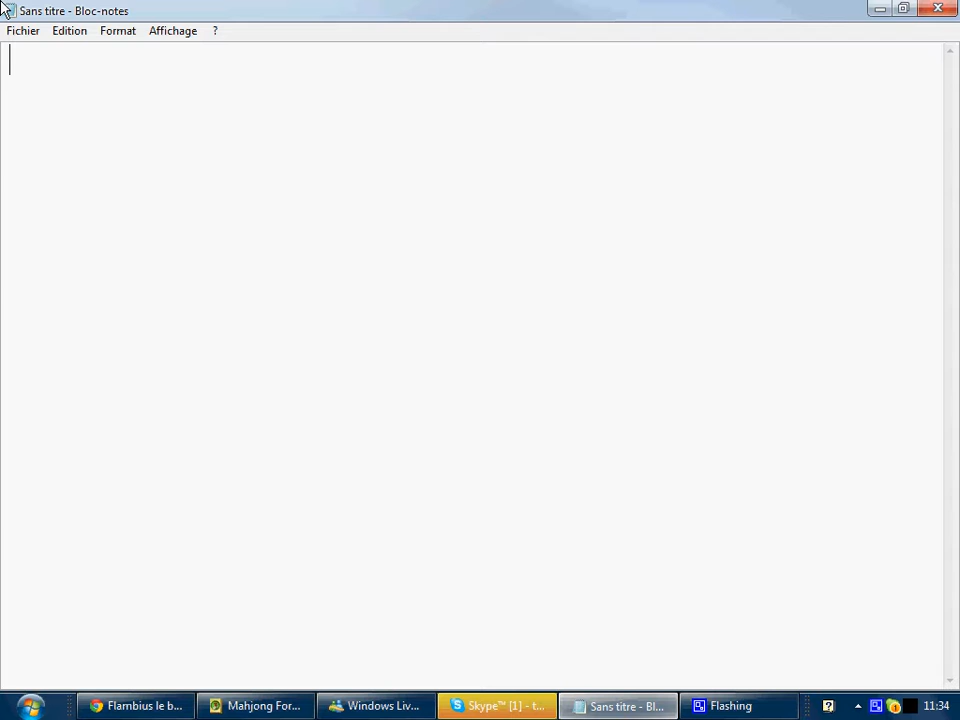 Sans titre - Bloc-notes
Fichier Edition Format Affichage ?
Flarnbius le b... Mahjong For... Windows Liv... Skype™ [1] - t... Sans titre - Bl... Flashing 11:34